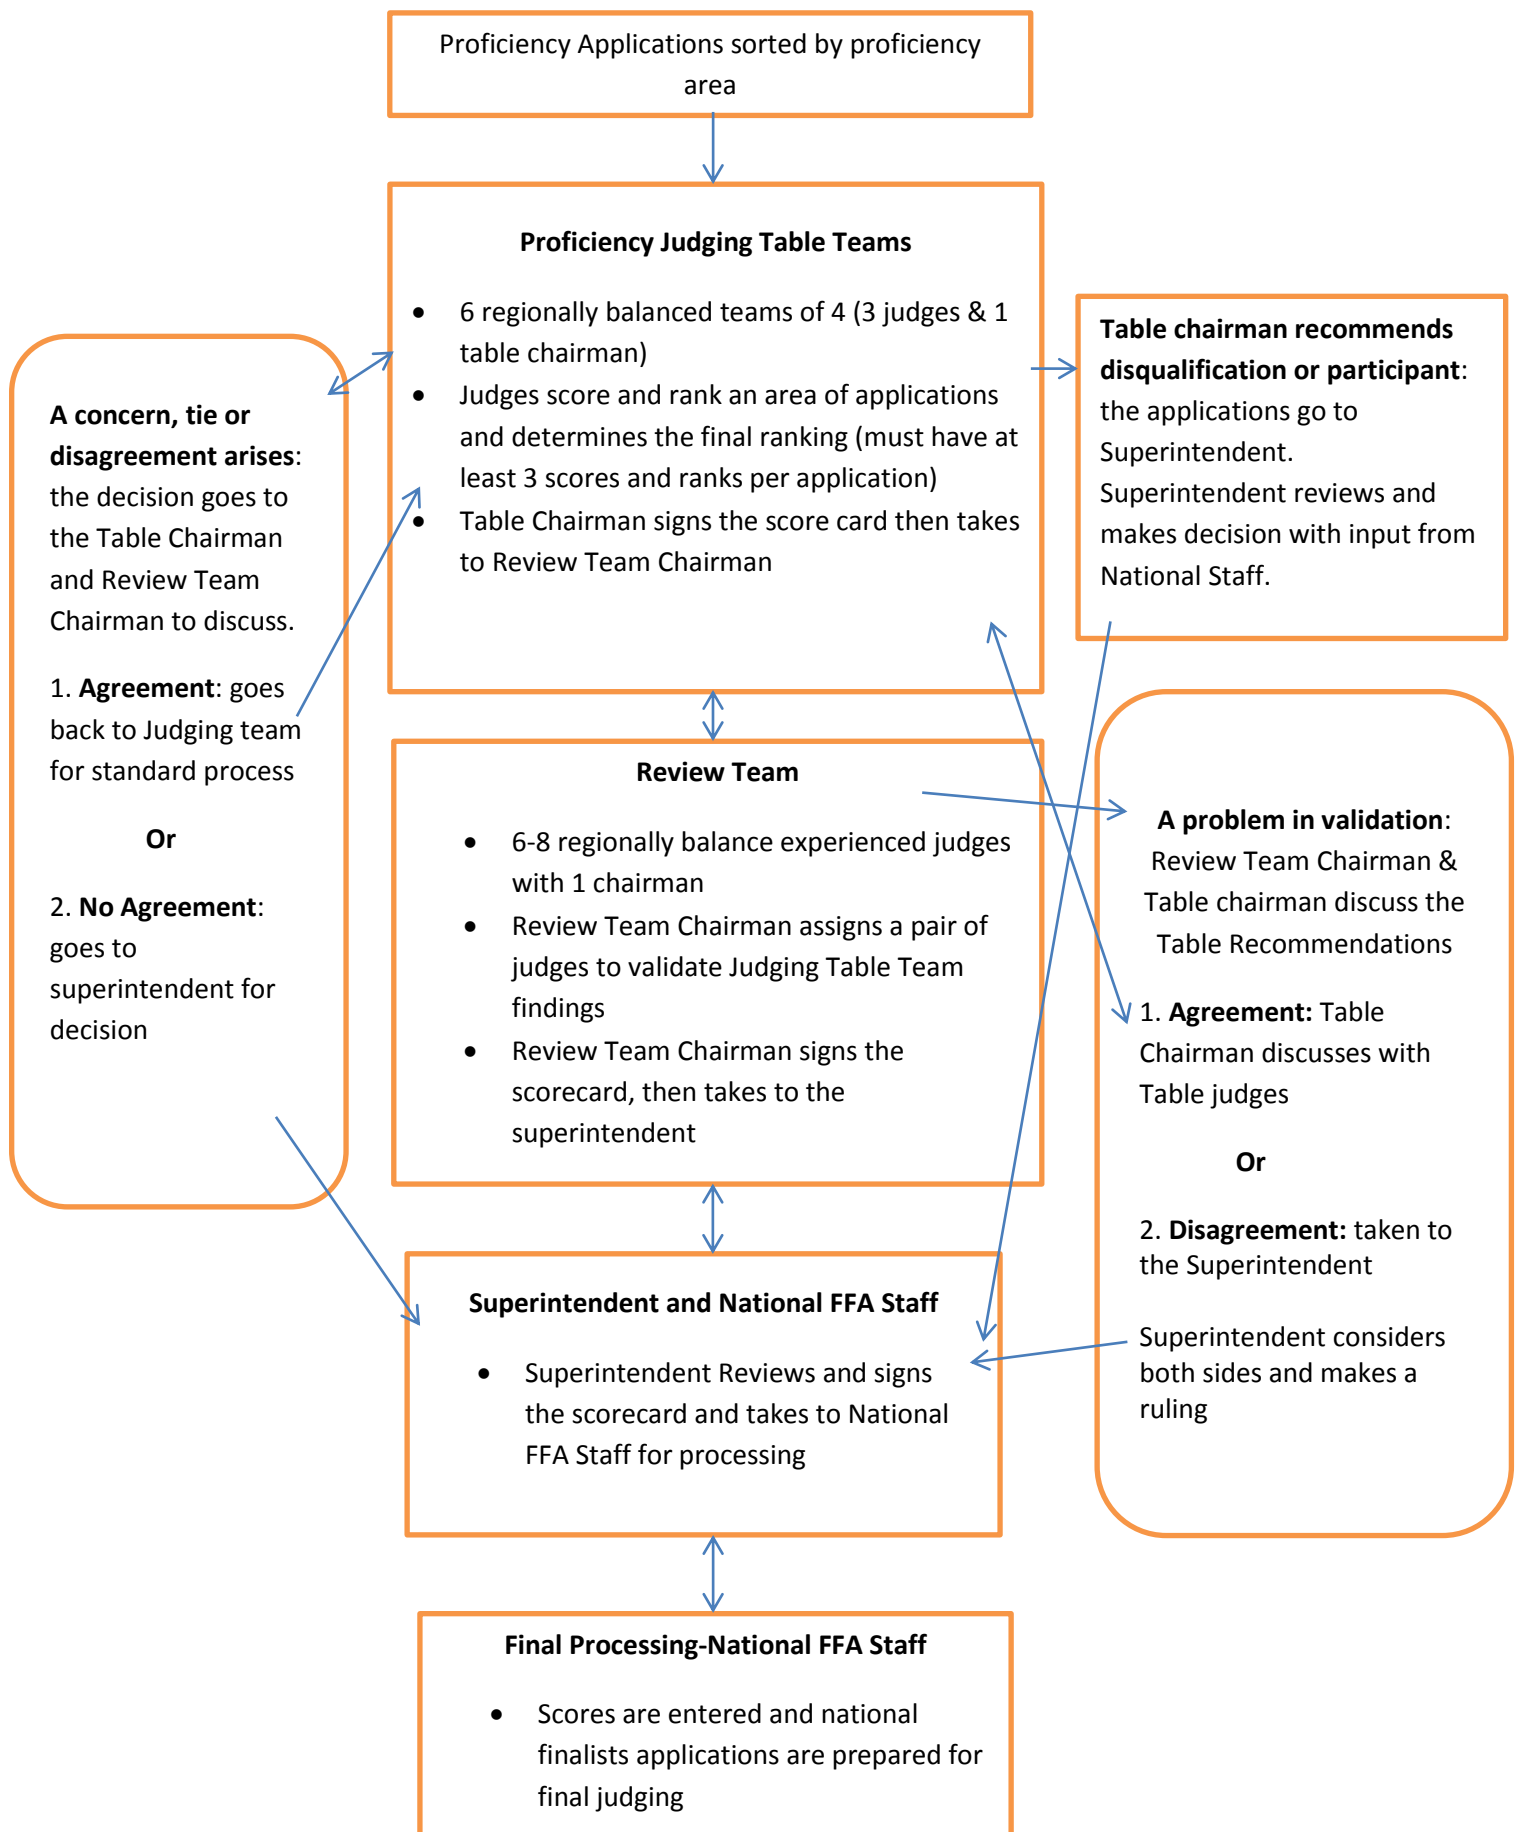 Proficiency Applications sorted by proficiency
area
Proficiency Judging Table Teams
• 6 regionally balanced teams of 4 (3 judges & 1
table chairman)
• Judges score and rank an area of applications
and determines the final ranking (must have at
least 3 scores and ranks per application)
• Table Chairman signs the score card then takes
to Review Team Chairman
A concern, tie or
disagreement arises:
the decision goes to
the Table Chairman
and Review Team
Chairman to discuss.
1. Agreement: goes
back to Judging team
for standard process
Or
2. No Agreement:
goes to
superintendent for
decision
Table chairman recommends
disqualification or participant:
the applications go to
Superintendent.
Superintendent reviews and
makes decision with input from
National Staff.
Review Team
• 6-8 regionally balance experienced judges
with 1 chairman
• Review Team Chairman assigns a pair of
judges to validate Judging Table Team
findings
• Review Team Chairman signs the
scorecard, then takes to the
superintendent
A problem in validation:
Review Team Chairman &
Table chairman discuss the
Table Recommendations
1. Agreement: Table
Chairman discusses with
Table judges
Or
2. Disagreement: taken to
the Superintendent
Superintendent considers
both sides and makes a
ruling
Superintendent and National FFA Staff
• Superintendent Reviews and signs
the scorecard and takes to National
FFA Staff for processing
Final Processing-National FFA Staff
• Scores are entered and national
finalists applications are prepared for
final judging